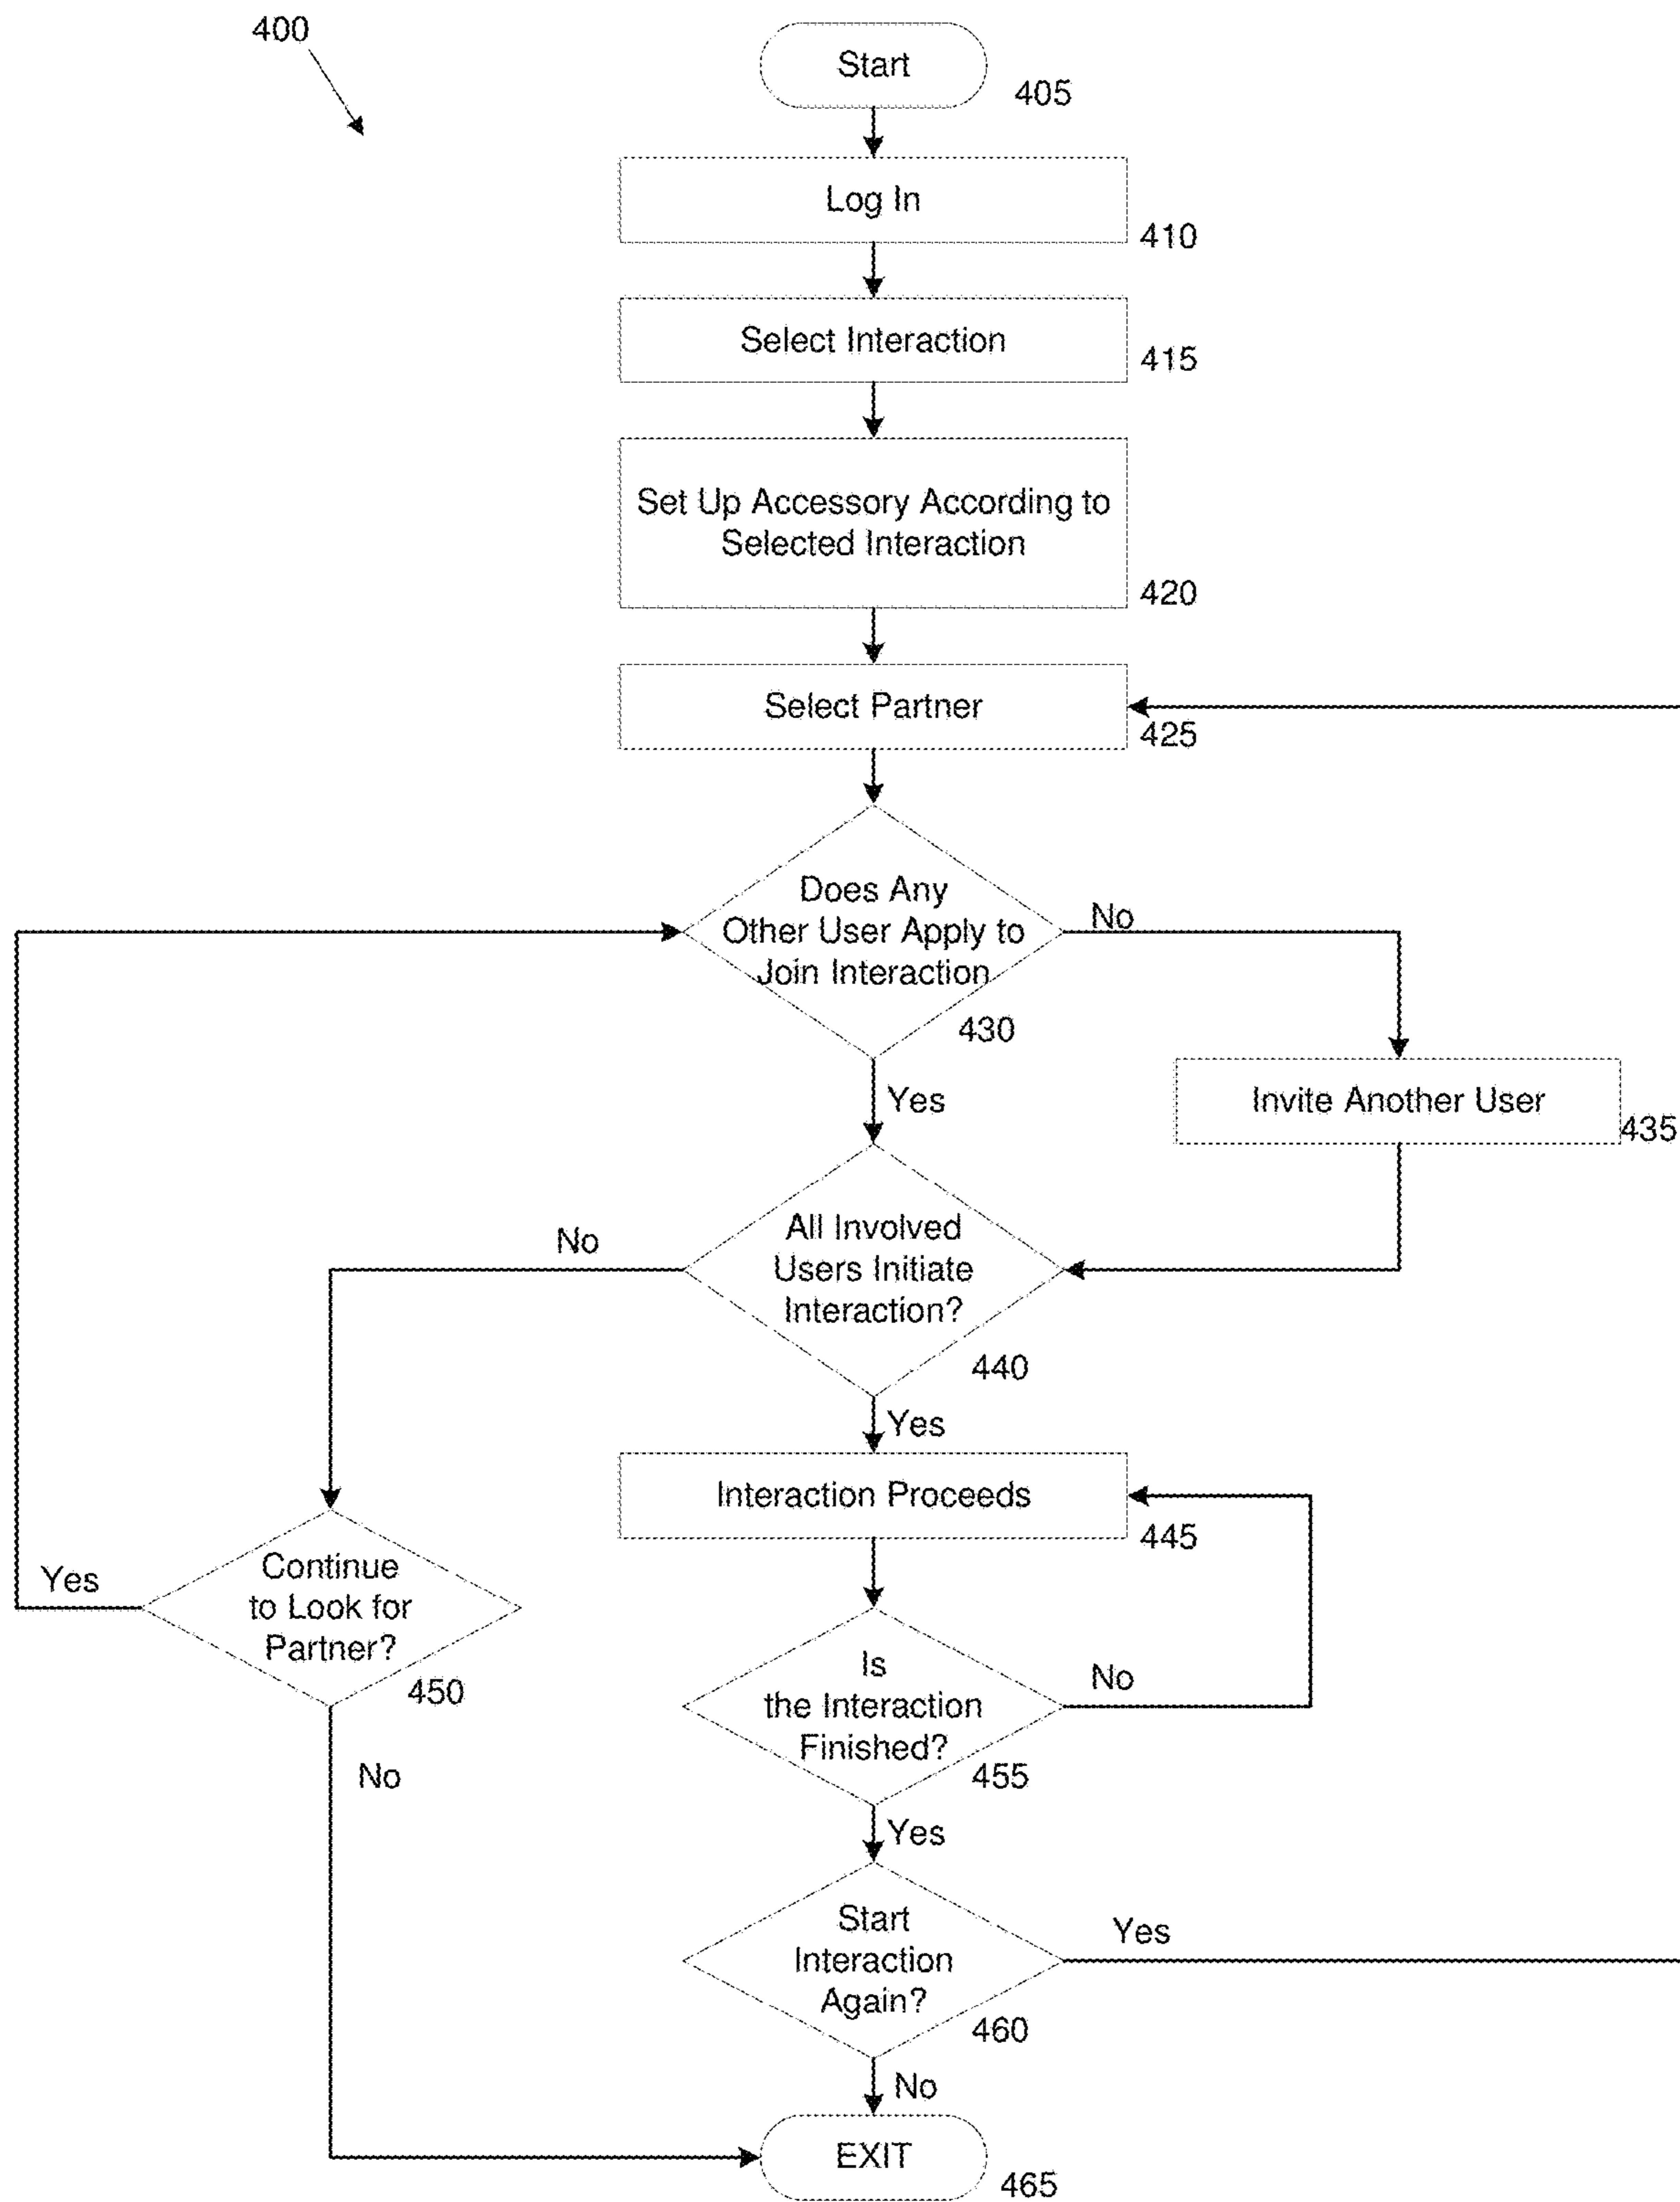 400
Start
405
Log In
410
Select Interaction
415
Set Up Accessory According to
Selected Interaction
420
Select Partner
425
Does Any
Other User Apply to
Join Interaction
430
No
Yes
Invite Another User
435
All Involved
Users Initiate
Interaction?
440
No
Yes
Interaction Proceeds
445
Continue
to Look for
Partner?
450
Yes
No
Is
the Interaction
Finished?
455
No
Yes
Start
Interaction
Again?
460
Yes
No
EXIT
465